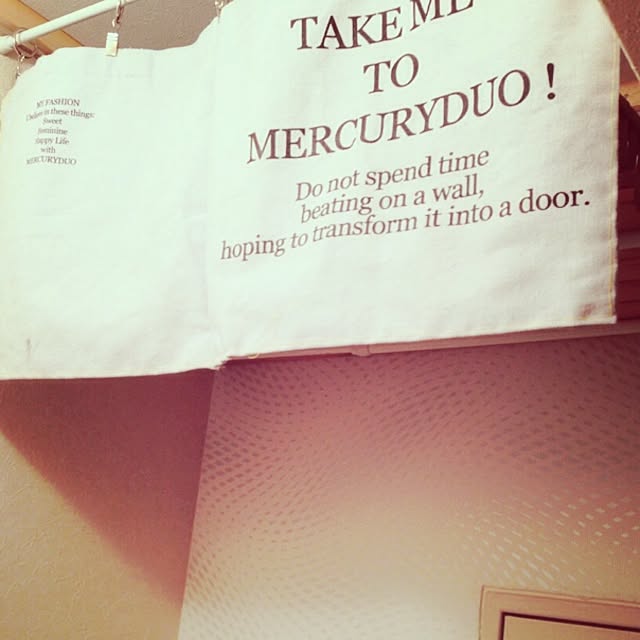 MY FASHION
I believe in these things:
Sweet
Feminine
Happy Life
with
MERCURYDUO
TAKE ME
TO
MERCURYDUO !
Do not spend time
beating on a wall,
hoping to transform it into a door.